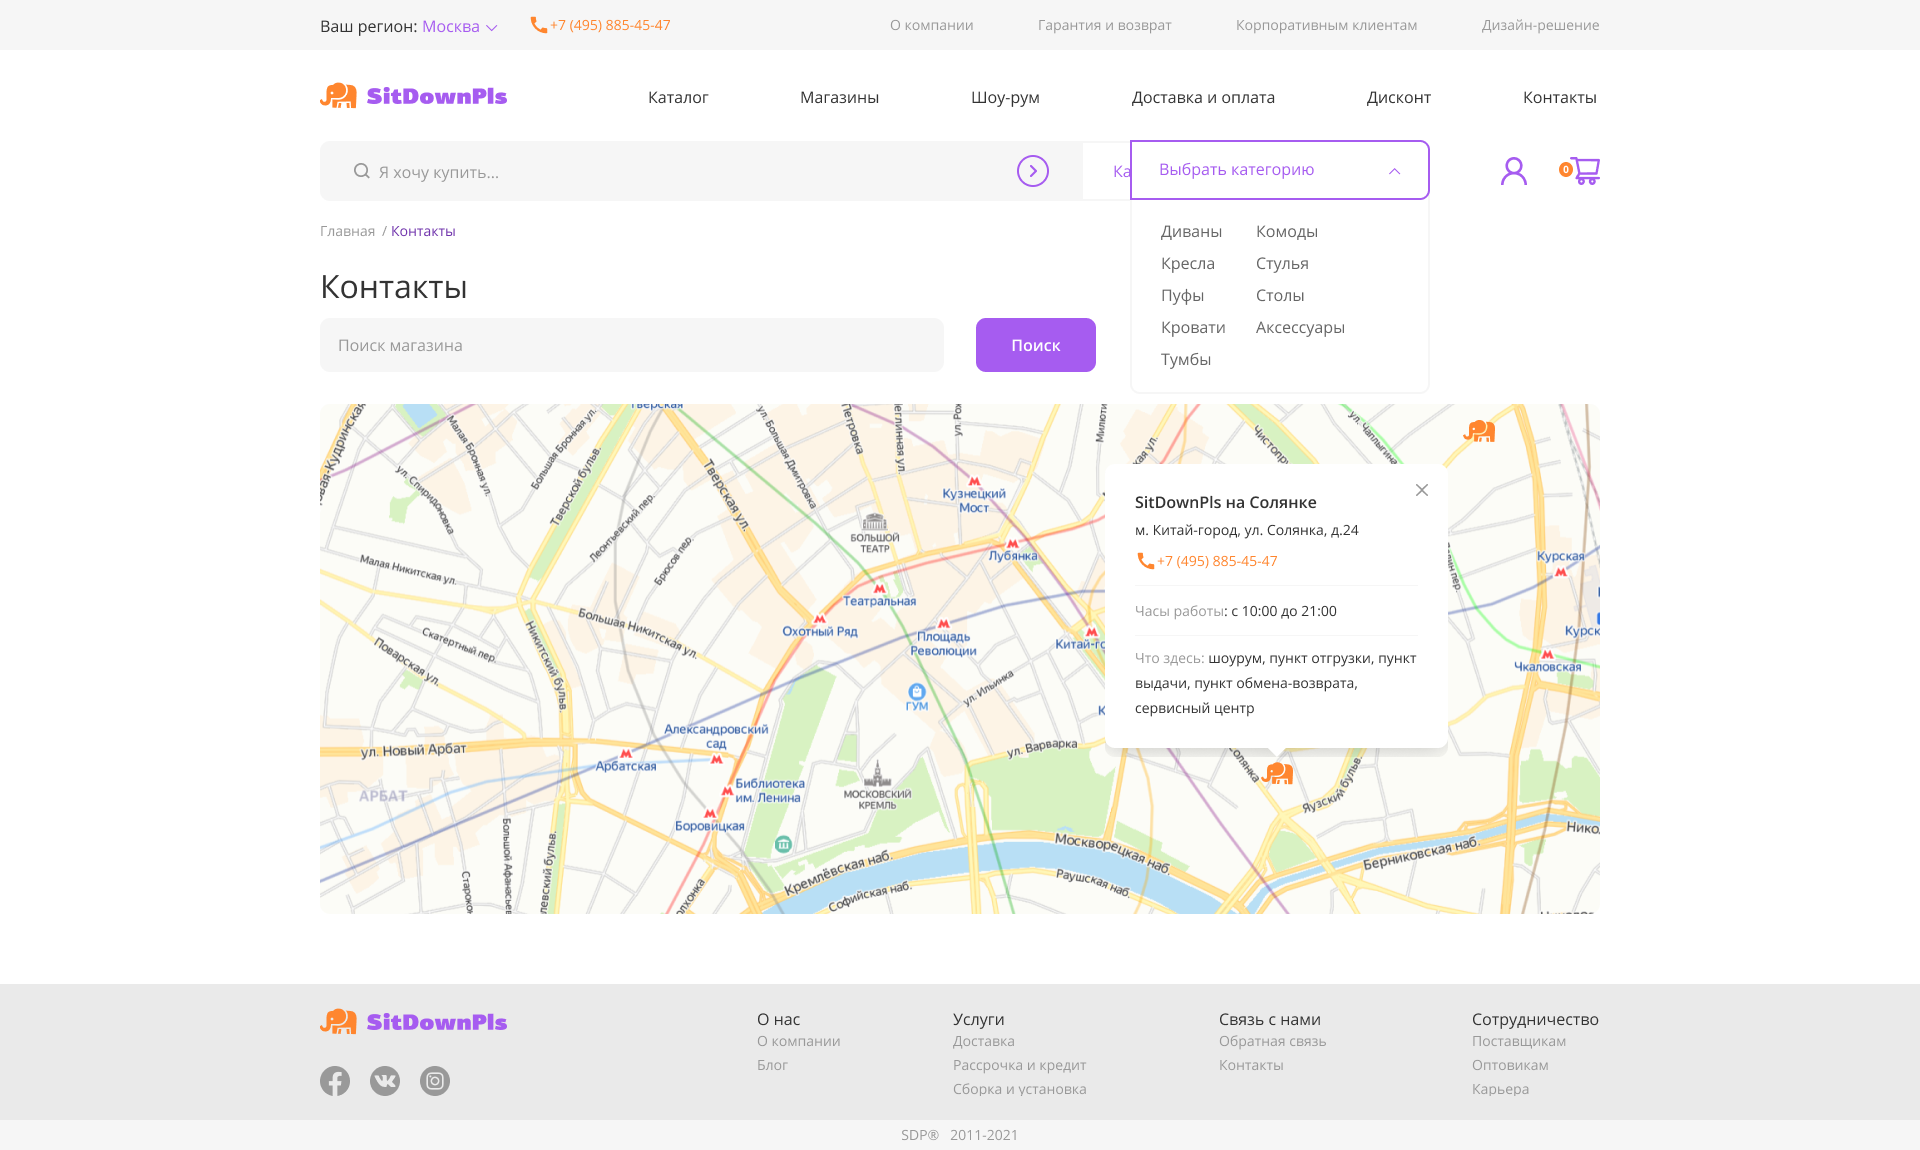 Ваш регион: Москва
+7 (495) 885-45-47
О компании
Гарантия и возврат
Корпоративным клиентам
Дизайн-решение
SitDownPls
Каталог
Магазины
Шоу-рум
Доставка и оплата
Дисконт
Контакты
Я хочу купить...
Ка
Выбрать категорию
0
Главная / Контакты
Диваны
Комоды
Кресла
Стулья
Пуфы
Столы
Кровати
Аксессуары
Тумбы
Контакты
Поиск магазина
Поиск
Тверская
Малая Бронная ул.
Большая Бронная ул.
Тверской бульв.
ул. Спиридоновка
Леонтьевский пер.
Брюсов пер.
Тверская ул.
ул. Большая Дмитровка
Петровка
Кузнецкий
Мост
БОЛЬШОЙ
ТЕАТР
Лубянка
Театральная
Охотный Ряд
Площадь
Революции
Китай-го
ГУМ
ул. Ильинка
Малая Никитская ул.
Большая Никитская ул.
Скатертный пер.
Поварская ул.
Никитский бульв.
ул. Новый Арбат
Арбатская
АРБАТ
Александровский
сад
Библиотека
им. Ленина
Боровицкая
МОСКОВСКИЙ
КРЕМЛЬ
ул. Варварка
Кремлёвская наб.
Софийская наб.
Москворецкая наб.
Раушская наб.
Яузский бульв.
Берниковская наб.
ул. Чаплыгина
Чистопр
Курская
Курск
Чкаловская
Никол
SitDownPls на Солянке
м. Китай-город, ул. Солянка, д.24
+7 (495) 885-45-47
Часы работы: с 10:00 до 21:00
Что здесь: шоурум, пункт отгрузки, пункт
выдачи, пункт обмена-возврата,
сервисный центр
SitDownPls
О нас
О компании
Блог
Услуги
Доставка
Рассрочка и кредит
Сборка и установка
Связь с нами
Обратная связь
Контакты
Сотрудничество
Поставщикам
Оптовикам
Карьера
SDP® 2011-2021